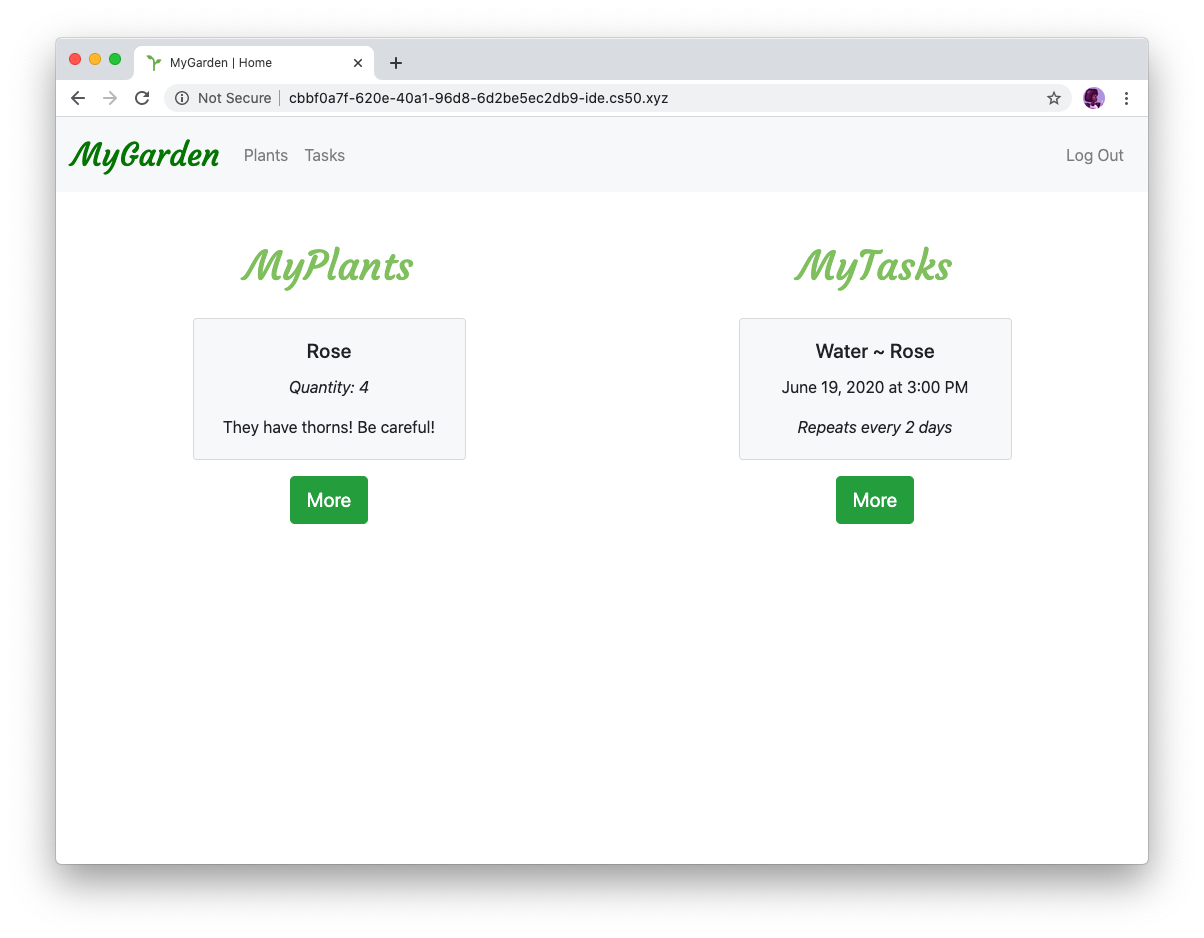 MyGarden | Home
Not Secure | cbbf0a7f-620e-40a1-96d8-6d2be5ec2db9-ide.cs50.xyz
MyGarden Plants Tasks Log Out
MyPlants
Rose
Quantity: 4
They have thorns! Be careful!
More
MyTasks
Water ~ Rose
June 19, 2020 at 3:00 PM
Repeats every 2 days
More